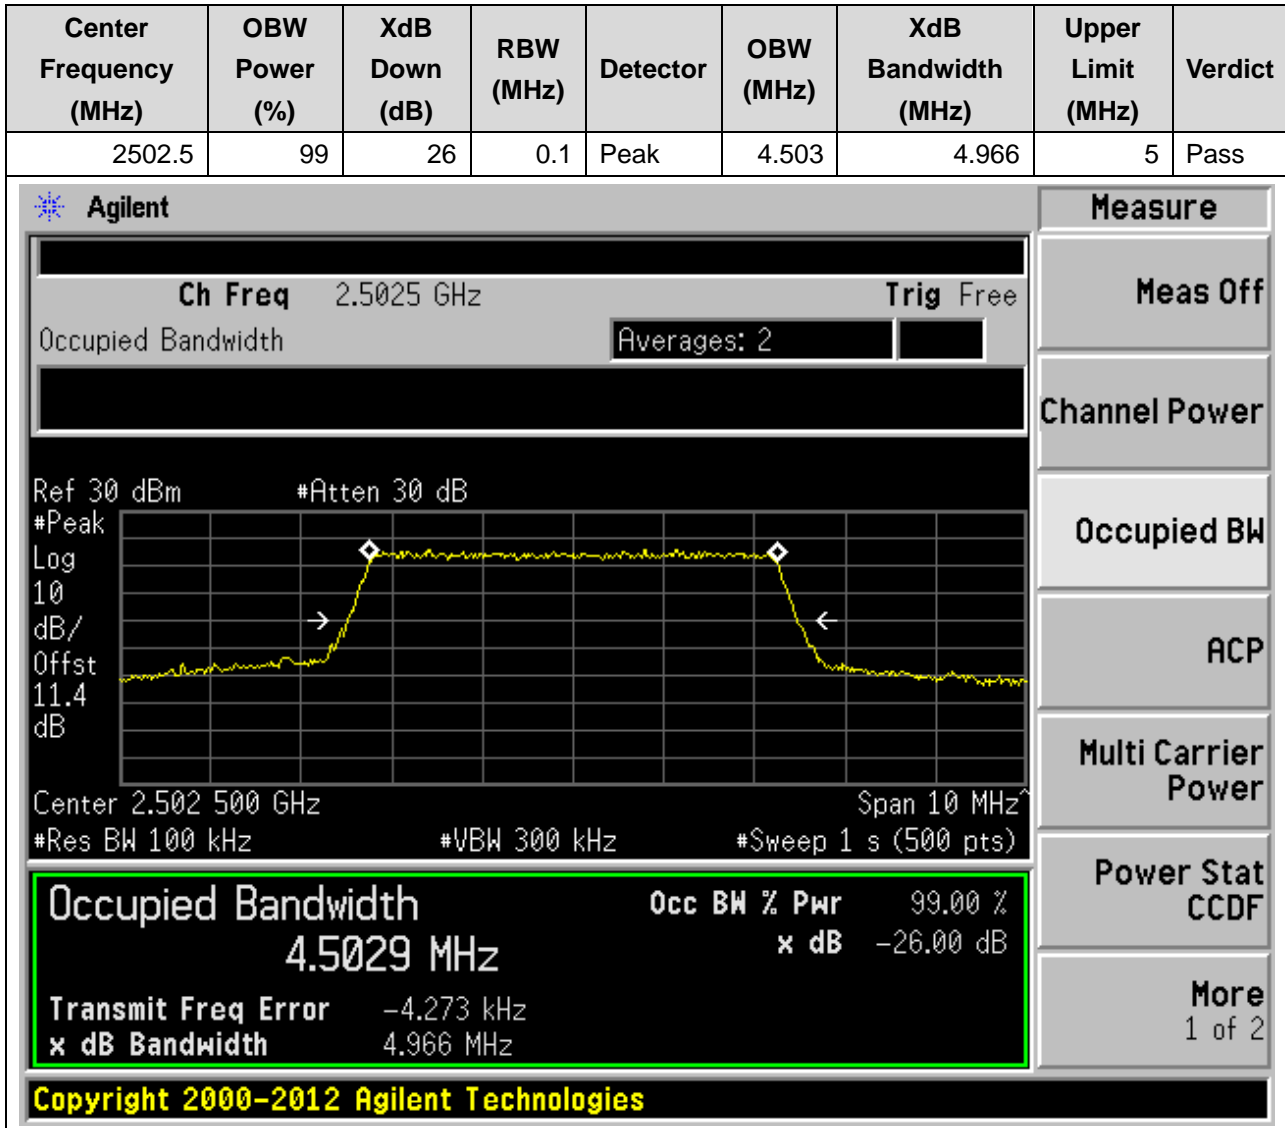 Center Frequency (MHz) OBW Power (%) XdB Down (dB) RBW (MHz) Detector OBW (MHz) XdB Bandwidth (MHz) Upper Limit (MHz) Verdict
2502.5 99 26 0.1 Peak 4.503 4.966 5 Pass
Agilent
Measure
Ch Freq 2.5025 GHz Trig Free
Meas Off
Occupied Bandwidth Averages: 2
Channel Power
Ref 30 dBm #Atten 30 dB
#Peak
Log
10
dB/
Offst
11.4
dB
Occupied BW
ACP
Multi Carrier
Power
Center 2.502 500 GHz Span 10 MHz^
#Res BW 100 kHz #VBW 300 kHz #Sweep 1 s (500 pts)
Power Stat
CCDF
Occupied Bandwidth Occ BW % Pwr 99.00 %
4.5029 MHz x dB -26.00 dB
Transmit Freq Error -4.273 kHz
x dB Bandwidth 4.966 MHz
More
1 of 2
Copyright 2000-2012 Agilent Technologies